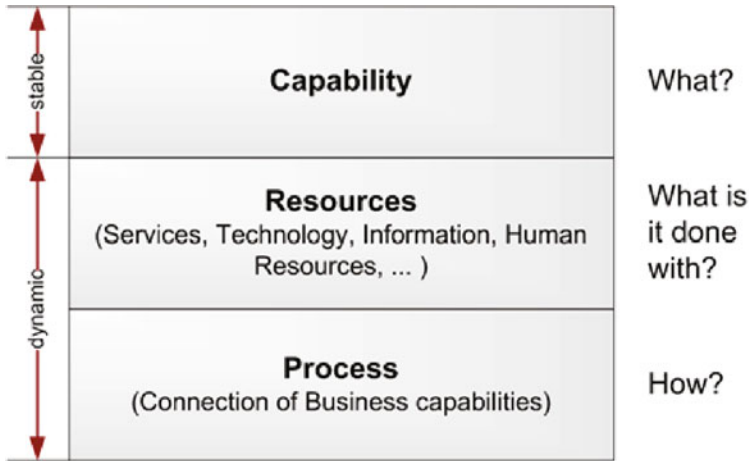 stable
Capability
What?
dynamic
Resources
(Services, Technology, Information, Human
Resources, ... )
What is
it done
with?
Process
(Connection of Business capabilities)
How?